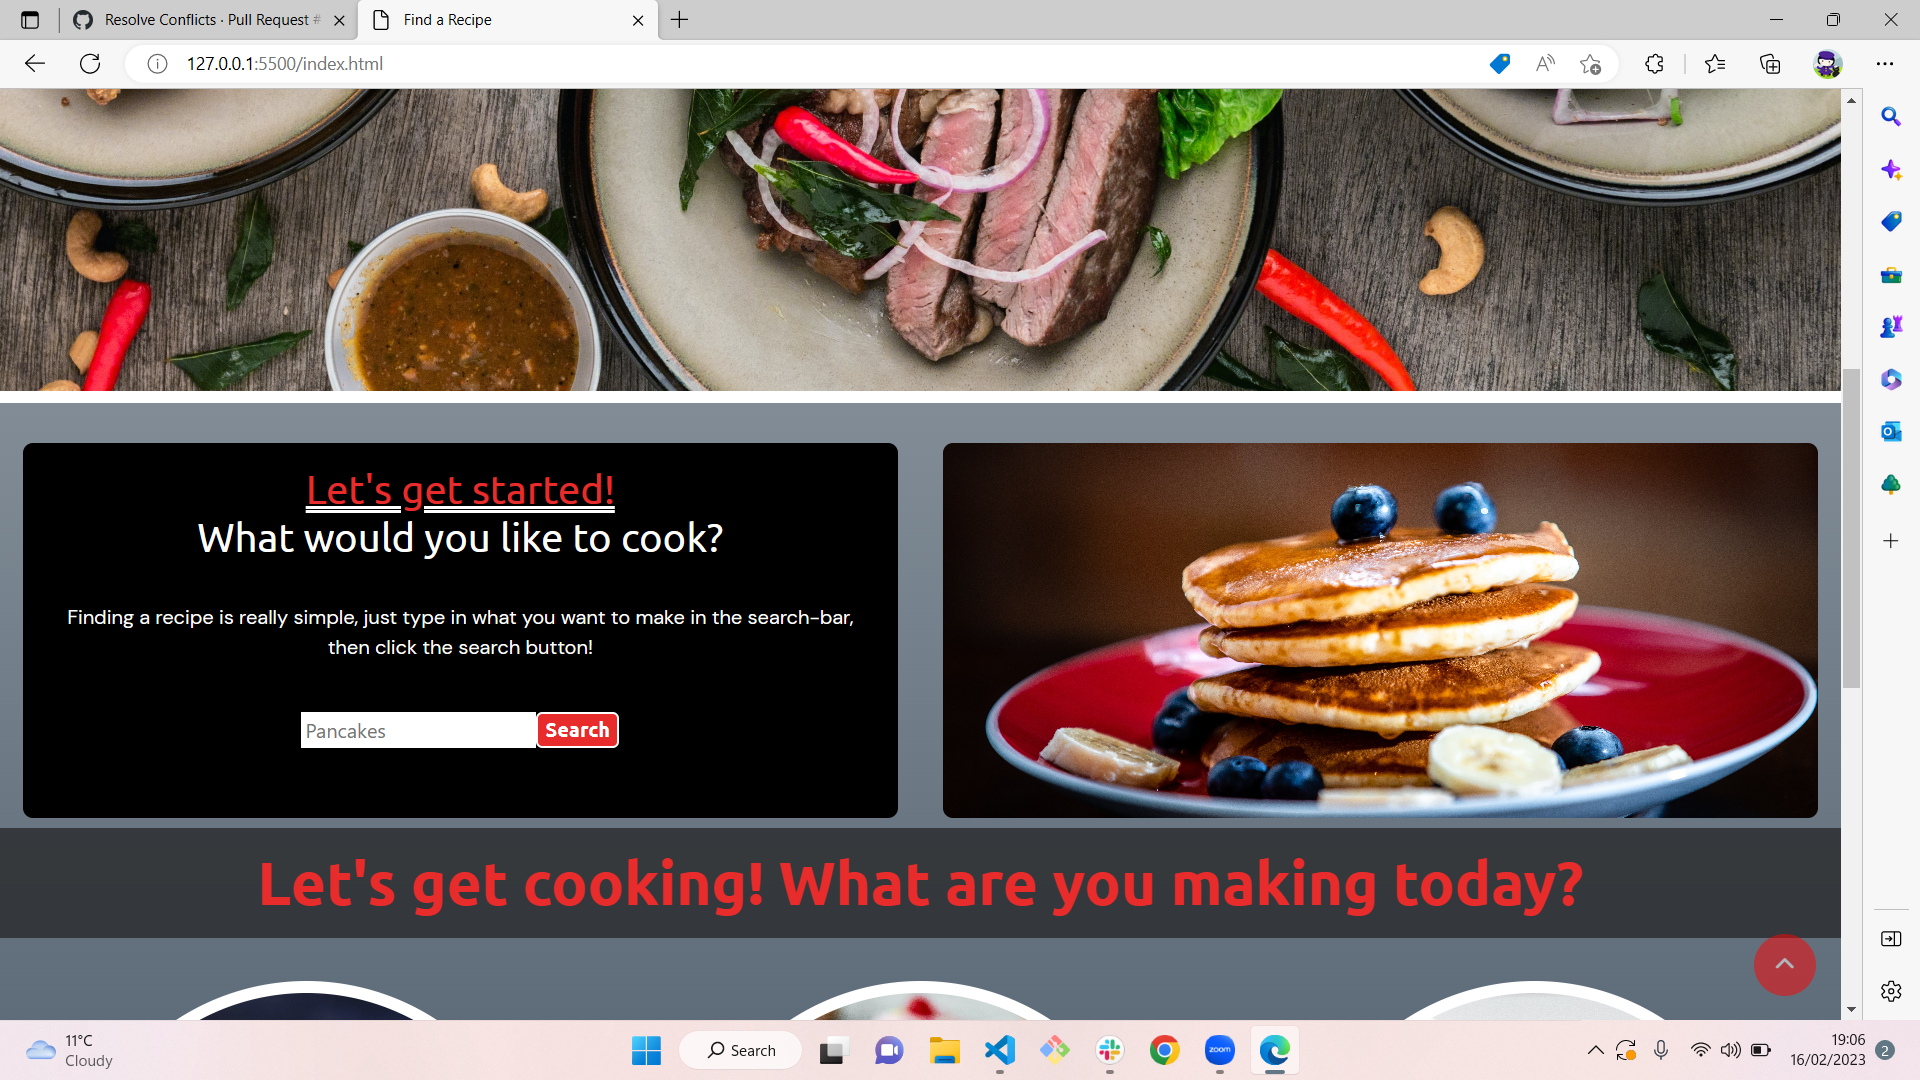 Resolve Conflicts · Pull Request #
Find a Recipe
127.0.0.1:5500/index.html
Let's get started!
What would you like to cook?
Finding a recipe is really simple, just type in what you want to make in the search-bar,
then click the search button!
Pancakes
Search
Let's get cooking! What are you making today?
11°C
Cloudy
Search
zoom
19:06
16/02/2023
2